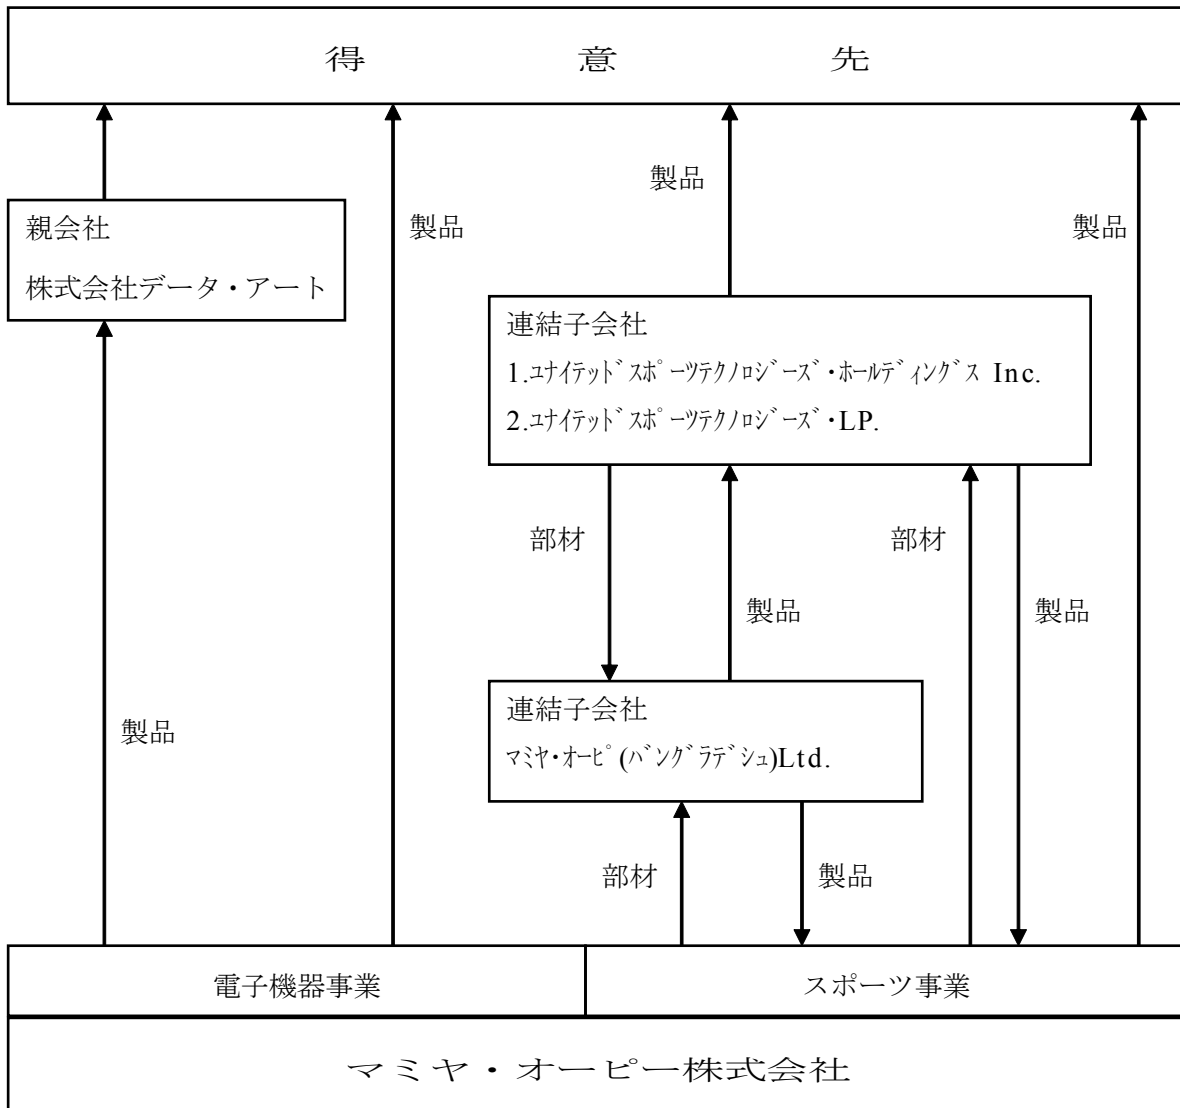 得意先
製品
親会社
株式会社データ・アート
製品
製品
連結子会社
1.ﾕﾅｲﾃｯﾄﾞｽﾎﾟｰﾂﾃｸﾉﾛｼﾞｰｽﾞ・ﾎｰﾙﾃﾞｨﾝｸﾞｽ Inc.
2.ﾕﾅｲﾃｯﾄﾞｽﾎﾟｰﾂﾃｸﾉﾛｼﾞｰｽﾞ・LP.
部材
部材
製品
製品
連結子会社
ﾏﾐﾔ・ｵｰﾋﾟ(ﾊﾞﾝｸﾞﾗﾃﾞｼｭ)Ltd.
製品
部材
製品
電子機器事業
スポーツ事業
マミヤ・オーピー株式会社